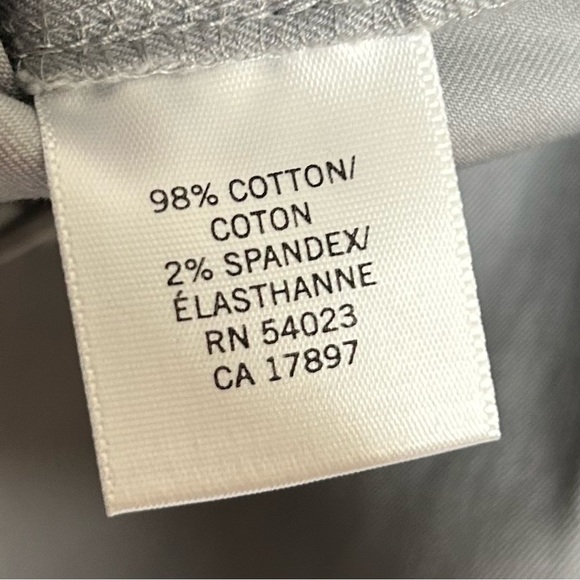 98% COTTON/
COTON
2% SPANDEX/
ÉLASTHANNE
RN 54023
CA 17897